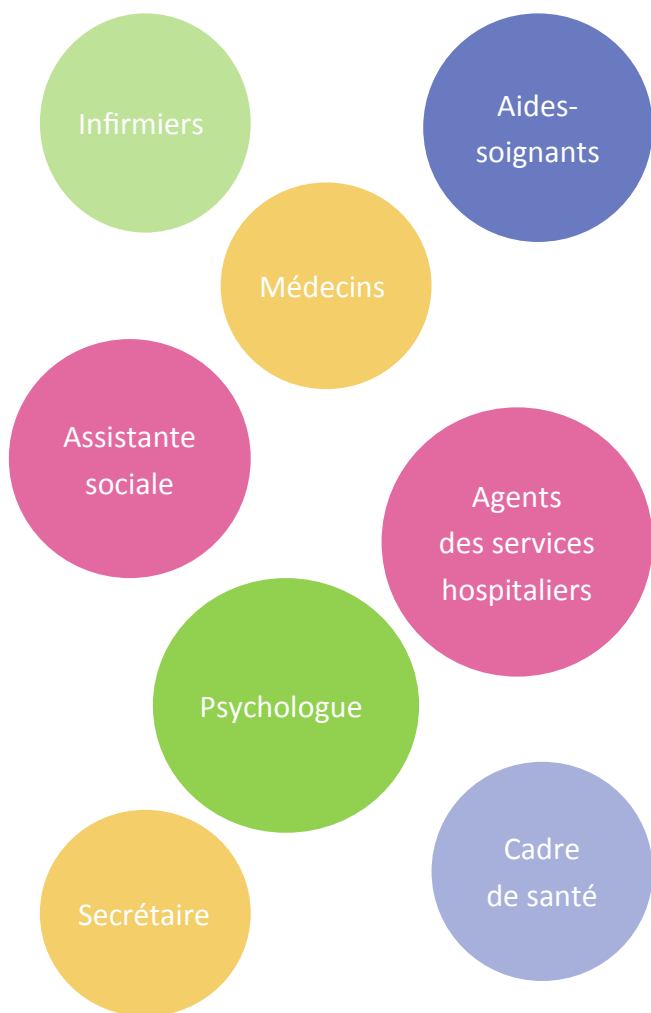 Infirmiers
Aides-
soignants
Médecins
Assistante
sociale
Agents
des services
hospitaliers
Psychologue
Cadre
de santé
Secrétaire